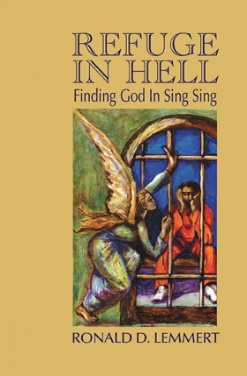 REFUGE
IN HELL
Finding God In Sing Sing
RONALD D. LEMMERT